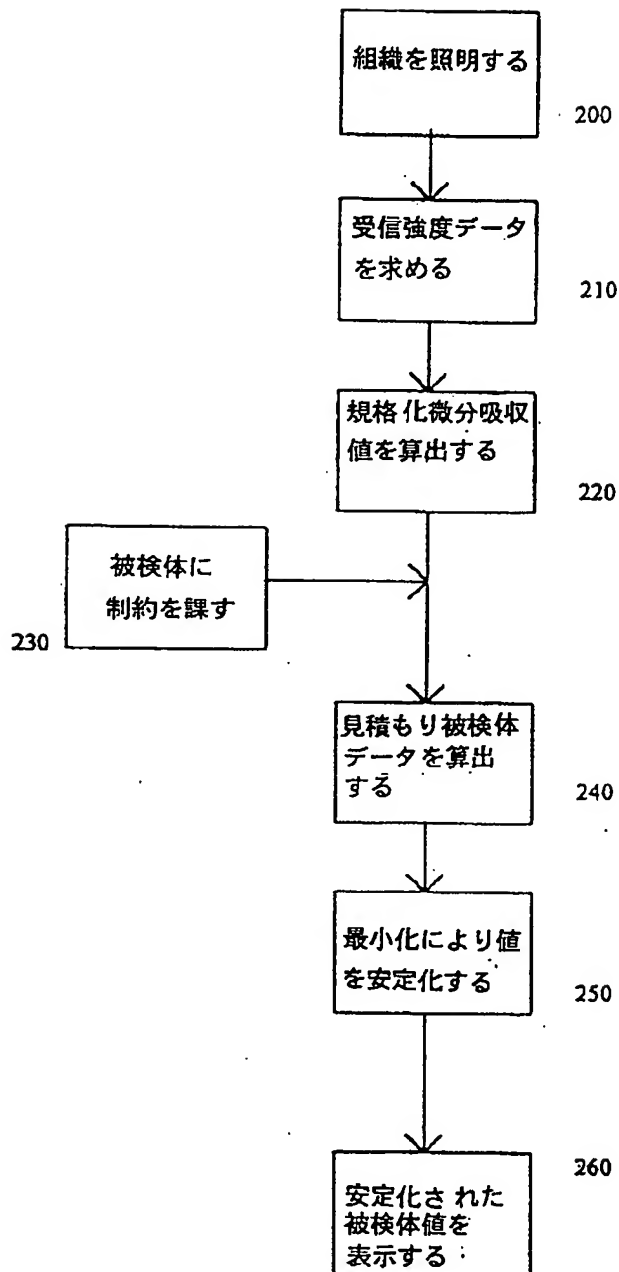 組織を照明する
200
受信強度データ
を求める
210
規格化微分吸収
値を算出する
220
被検体に
制約を課す
230
見積もり被検体
データを算出
する
240
最小化により値
を安定化する
250
260
安定化された
被検体値を
表示する